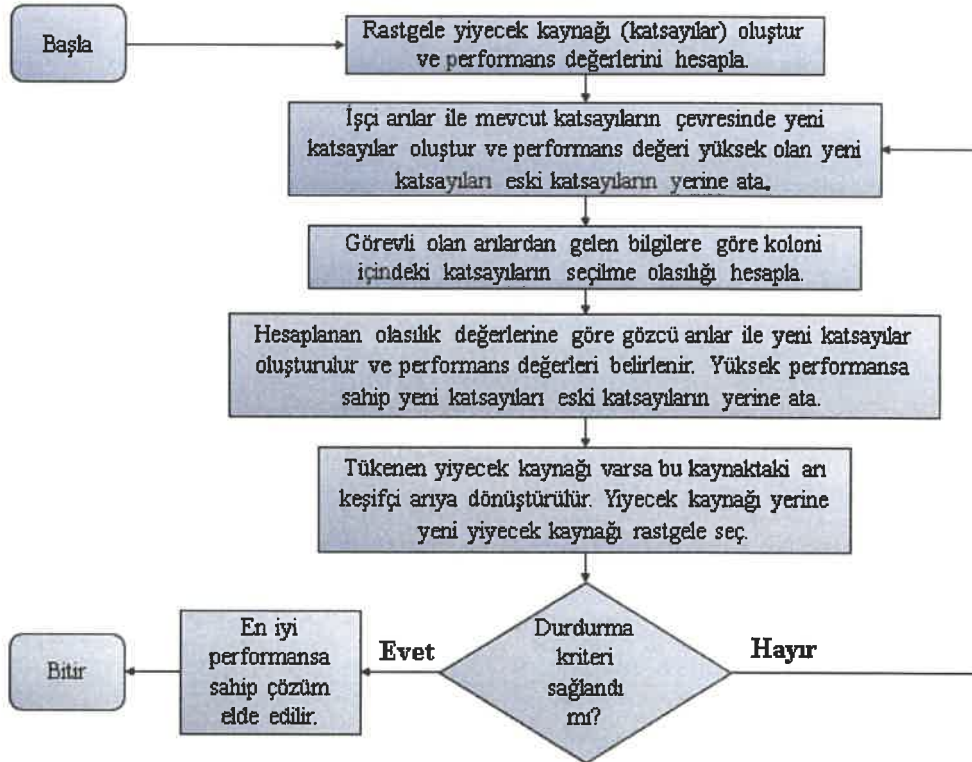 Başla
Rastgele yiyecek kaynağı (katsayılar) oluştur
ve performans değerlerini hesapla.
İşçi arılar ile mevcut katsayıların çevresinde yeni
katsayılar oluştur ve performans değeri yüksek olan yeni
katsayıları eski katsayıların yerine ata.
Görevli olan arılardan gelen bilgilere göre koloni
içindeki katsayıların seçilme olasılığı hesapla.
Hesaplanan olasılık değerlerine göre gözcü arılar ile yeni katsayılar
oluşturulur ve performans değerleri belirlenir. Yüksek performansa
sahip yeni katsayıları eski katsayıların yerine ata.
Tükenen yiyecek kaynağı varsa bu kaynaktaki arı
keşifçi arıya dönüştürülür. Yiyecek kaynağı yerine
yeni yiyecek kaynağı rastgele seç.
Durdurma
kriteri
sağlandı
mı?
Evet
Hayır
En iyi
performansa
sahip çözüm
elde edilir.
Bitir